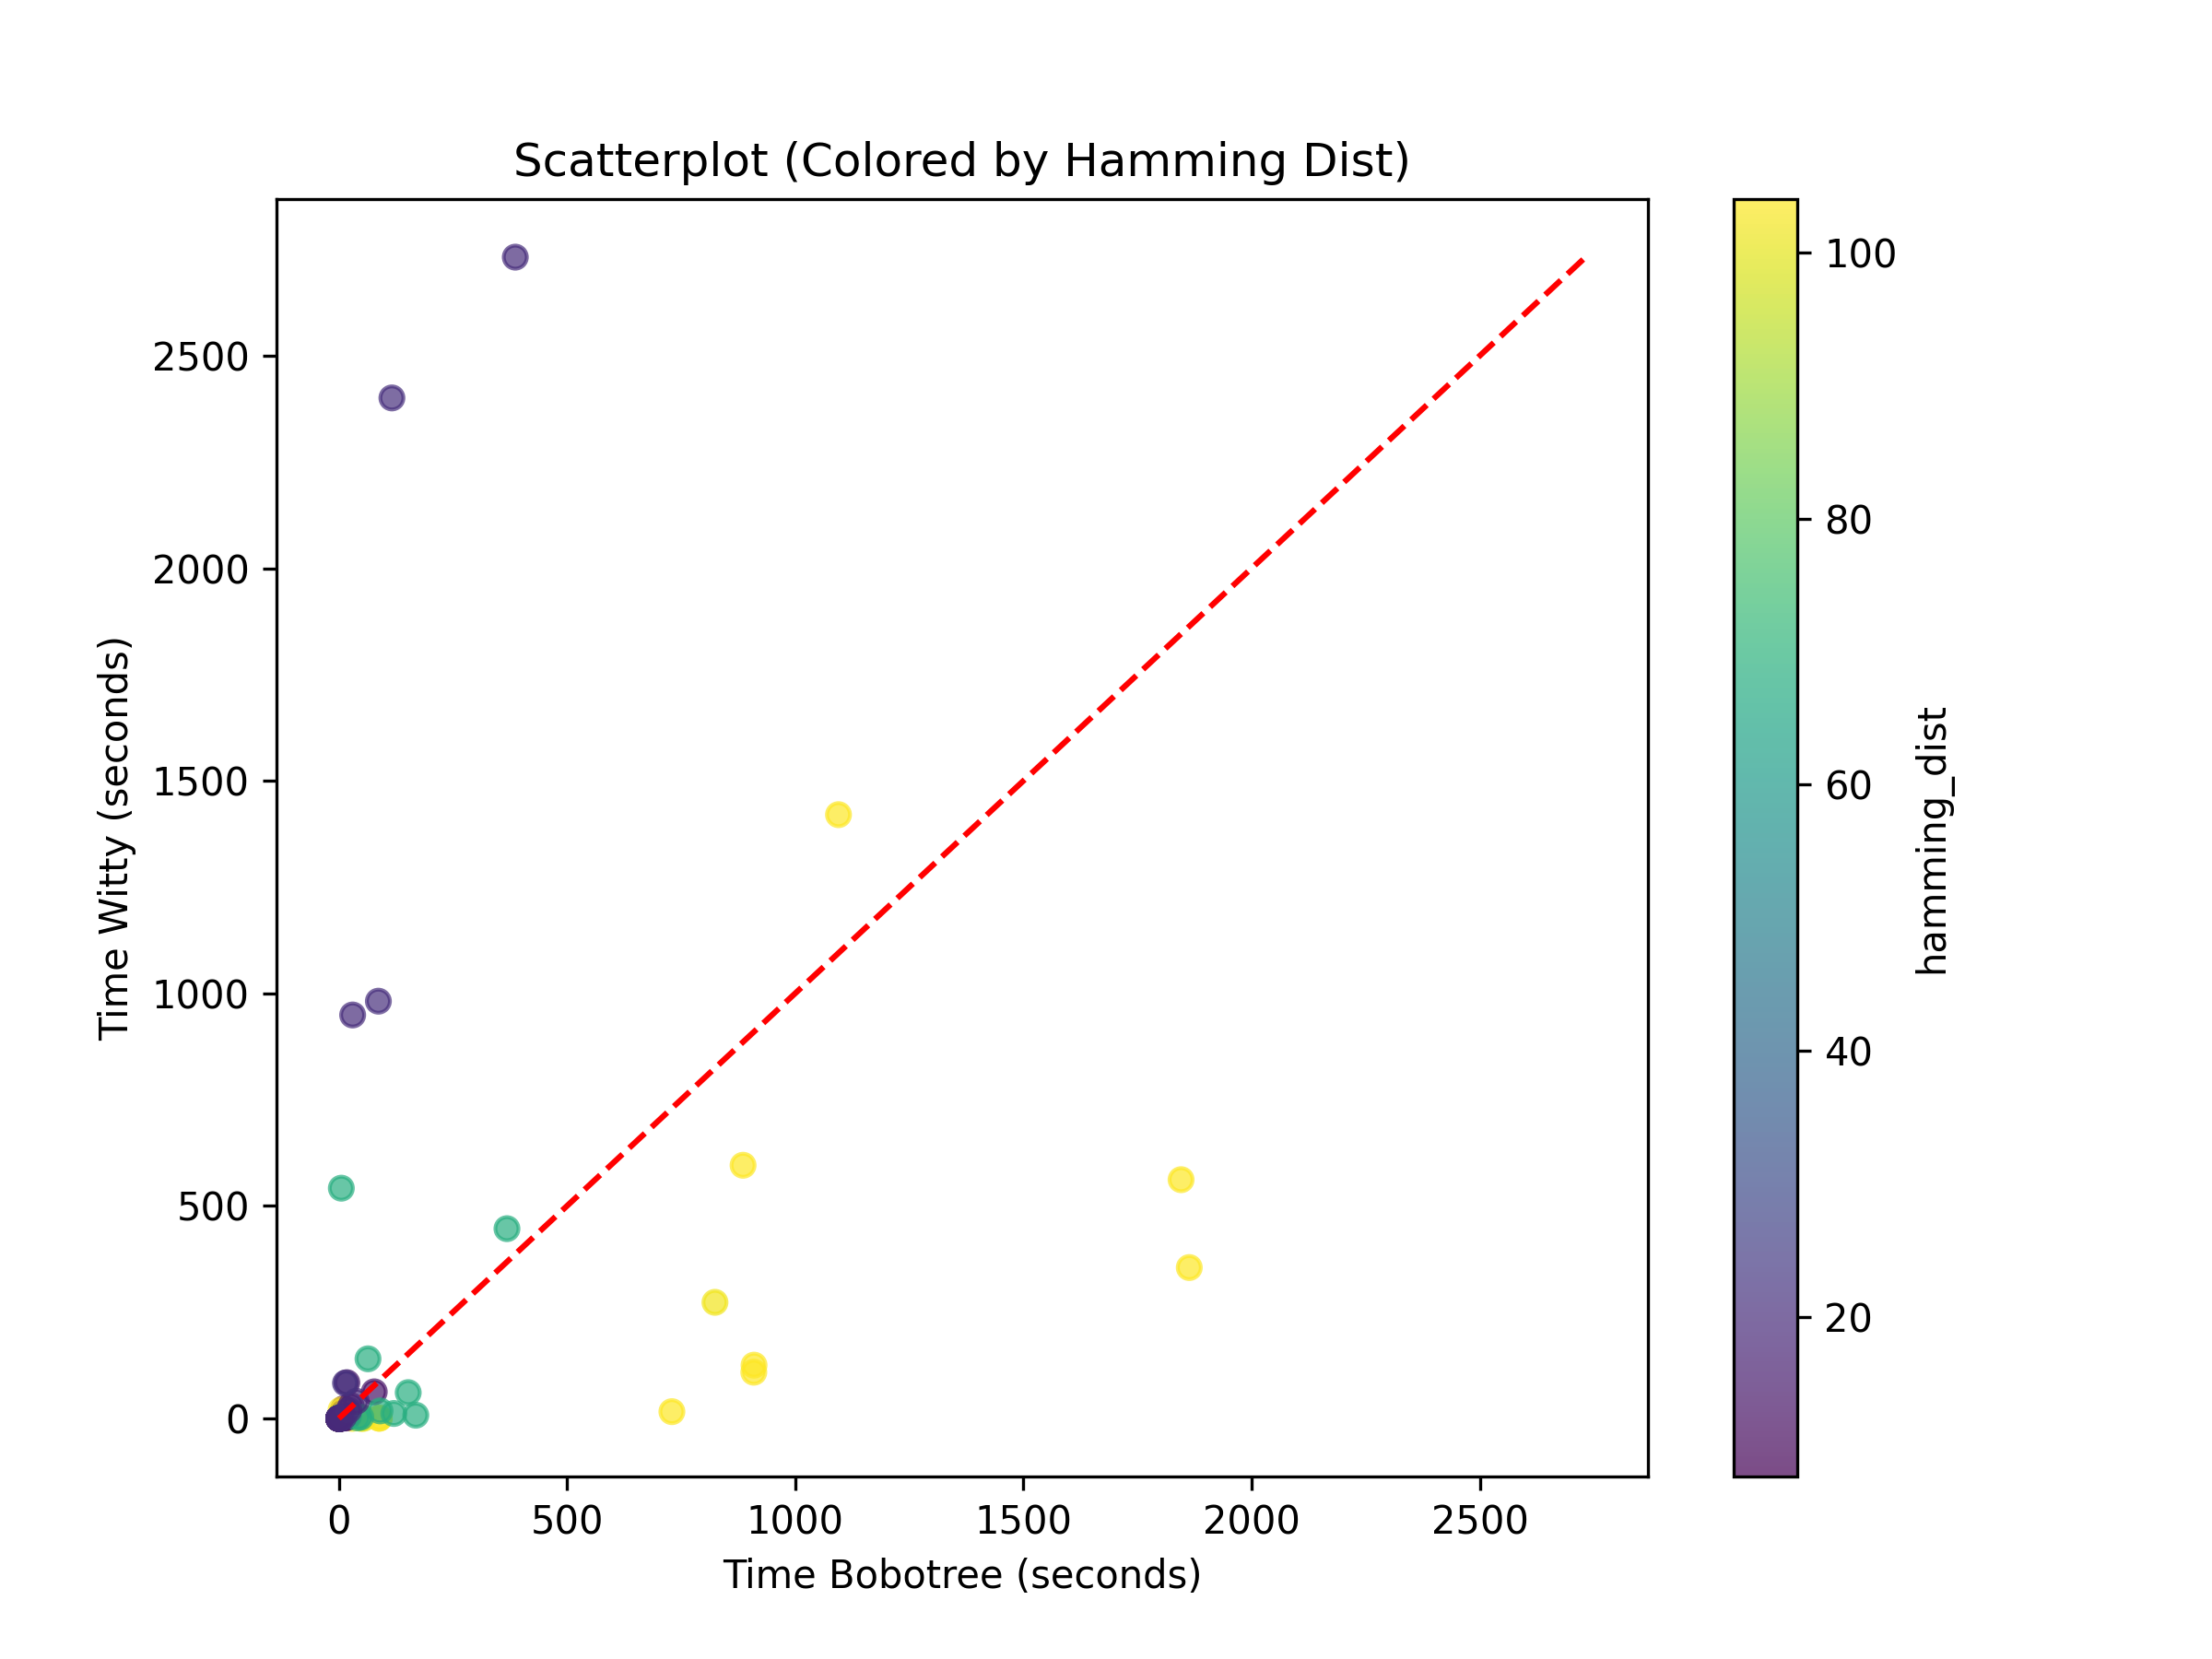 Scatterplot (Colored by Hamming Dist)
Time Witty (seconds)
2500
2000
1500
1000
500
0
0 500 1000 1500 2000 2500
Time Bobotree (seconds)
100
80
60
40
20
hamming_dist